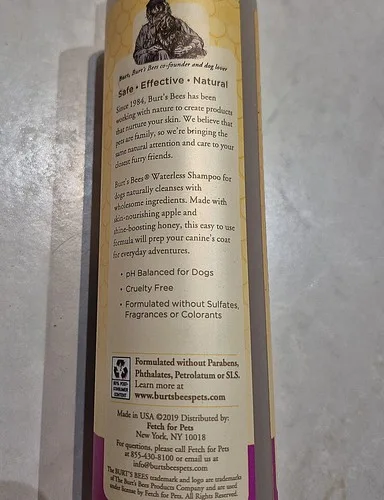 Burt, Burt's Bees co-founder and dog lover
Safe • Effective • Natural
Since 1984, Burt's Bees has been
working with nature to create products
that nurture your skin. We believe that
pets are family, so we're bringing the
same natural attention and care to your
closest furry friends.
Burt's Bees® Waterless Shampoo for
dogs naturally cleanses with
wholesome ingredients. Made with
skin-nourishing apple and
shine-boosting honey, this easy to use
formula will prep your canine's coat
for everyday adventures.
• pH Balanced for Dogs
• Cruelty Free
• Formulated without Sulfates,
Fragrances or Colorants
Formulated without Parabens,
Phthalates, Petrolatum or SLS.
Learn more at
www.burtsbeespets.com
CONSUMER
CONTENT
Made in USA ©2019 Distributed by:
Fetch for Pets
New York, NY 10018
For questions, please call Fetch for Pets
at 855-430-8100 or email us at
info@burtsbeespets.com
The BURT'S BEES trademark and logo are trademarks
of The Burt's Bees Products Company and are used
under license by Fetch for Pets. All Rights Reserved.